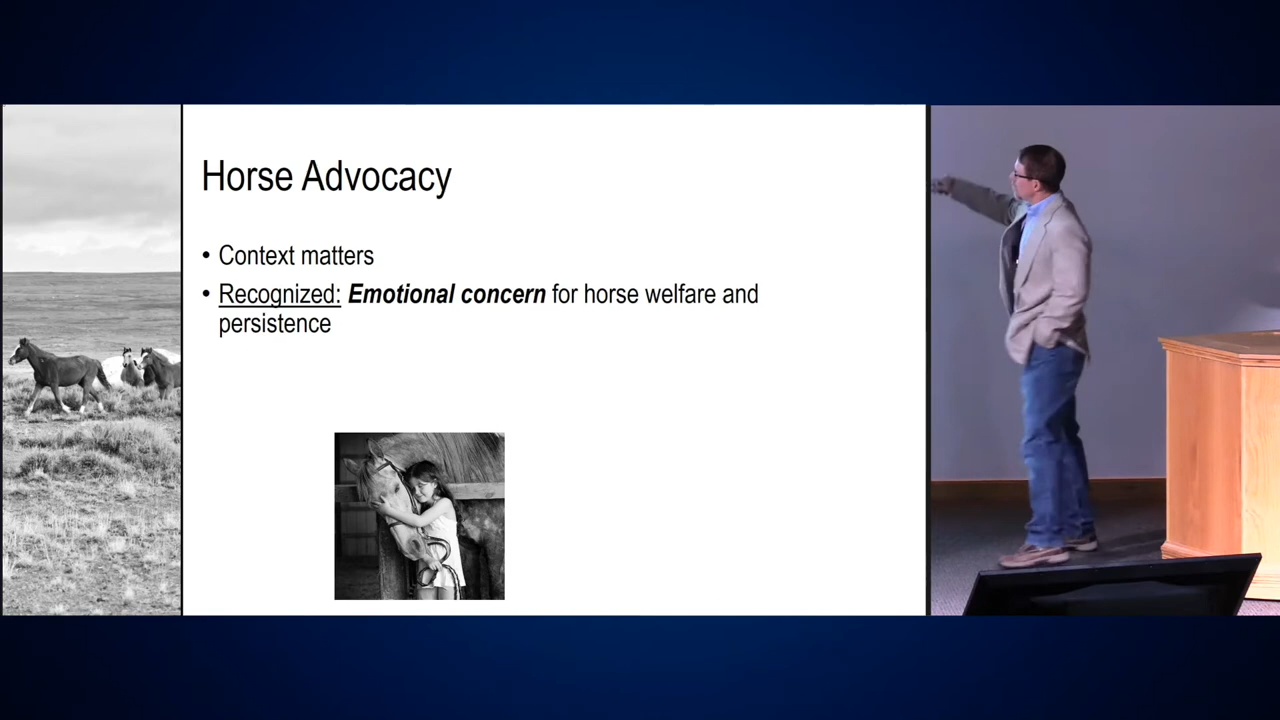 Horse Advocacy
• Context matters
• Recognized: Emotional concern for horse welfare and
persistence